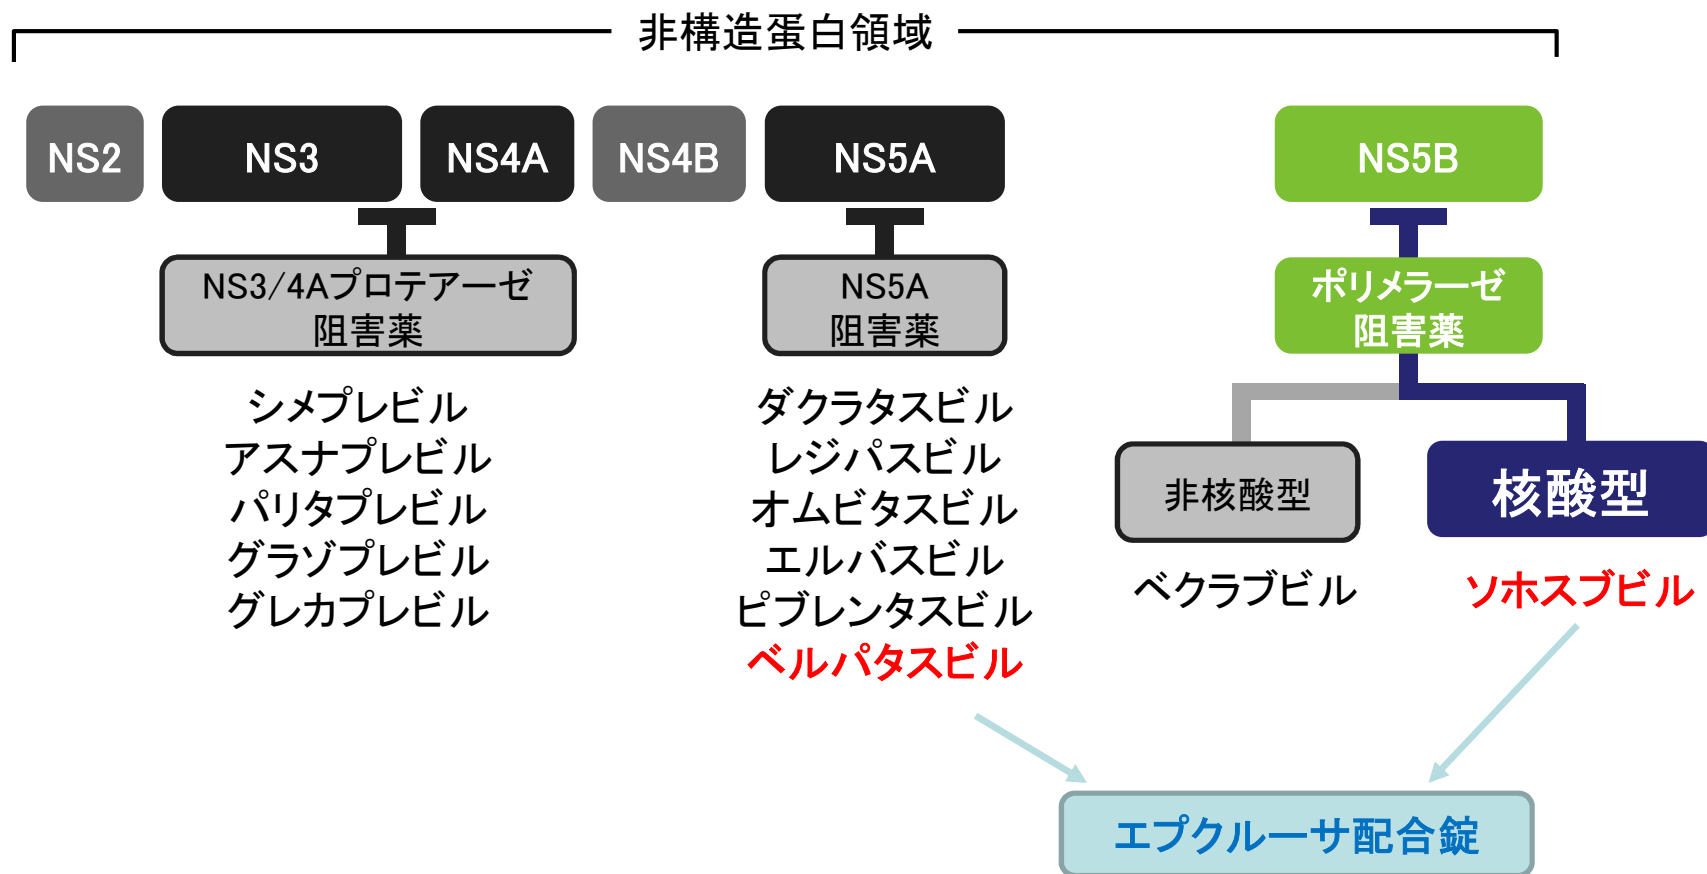 非構造蛋白領域
NS2
NS3
NS4A
NS4B
NS5A
NS5B
NS3/4Aプロテアーゼ
阻害薬
シメプレビル
アスナプレビル
パリタプレビル
グラゾプレビル
グレカプレビル
NS5A
阻害薬
ダクラタスビル
レジパスビル
オムビタスビル
エルバスビル
ピブレンタスビル
ベルパタスビル
ポリメラーゼ
阻害薬
非核酸型
ベクラブビル
核酸型
ソホスブビル
エプクルーサ配合錠